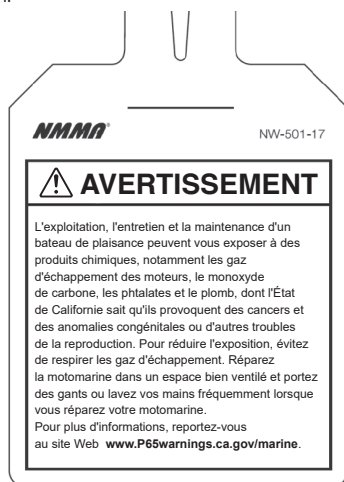 NMMA®
NW-501-17
AVERTISSEMENT
L'exploitation, l'entretien et la maintenance d'un
bateau de plaisance peuvent vous exposer à des
produits chimiques, notamment les gaz
d'échappement des moteurs, le monoxyde
de carbone, les phtalates et le plomb, dont l'État
de Californie sait qu'ils provoquent des cancers et
des anomalies congénitales ou d'autres troubles
de la reproduction. Pour réduire l'exposition, évitez
de respirer les gaz d'échappement. Réparez
la motomarine dans un espace bien ventilé et portez
des gants ou lavez vos mains fréquemment lorsque
vous réparez votre motomarine.
Pour plus d'informations, reportez-vous
au site Web www.P65warnings.ca.gov/marine.